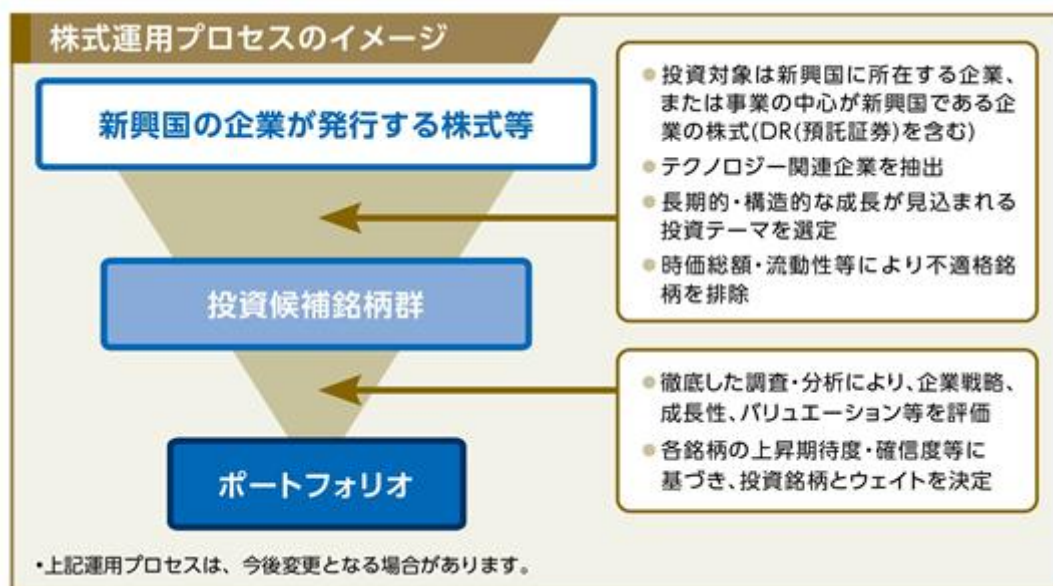 株式運用プロセスのイメージ
新興国の企業が発行する株式等
●投資対象は新興国に所在する企業、
または事業の中心が新興国である企
業の株式(DR(預託証券)を含む)
●テクノロジー関連企業を抽出
●長期的・構造的な成長が見込まれる
投資テーマを選定
●時価総額・流動性等により不適格銘
柄を排除
投資候補銘柄群
●徹底した調査・分析により、企業戦略、
成長性、バリュエーション等を評価
●各銘柄の上昇期待度・確信度等に
基づき、投資銘柄とウェイトを決定
ポートフォリオ
・上記運用プロセスは、今後変更となる場合があります。